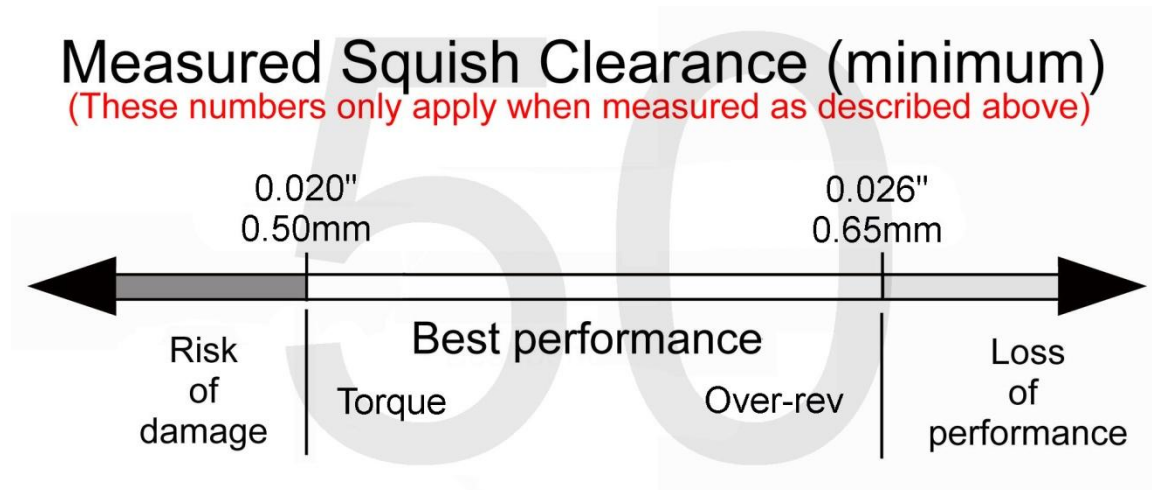 Measured Squish Clearance (minimum)
(These numbers only apply when measured as described above)
50
0.020"
0.50mm
0.026"
0.65mm
Best performance
Risk
of
damage
Torque
Over-rev
Loss
of
performance